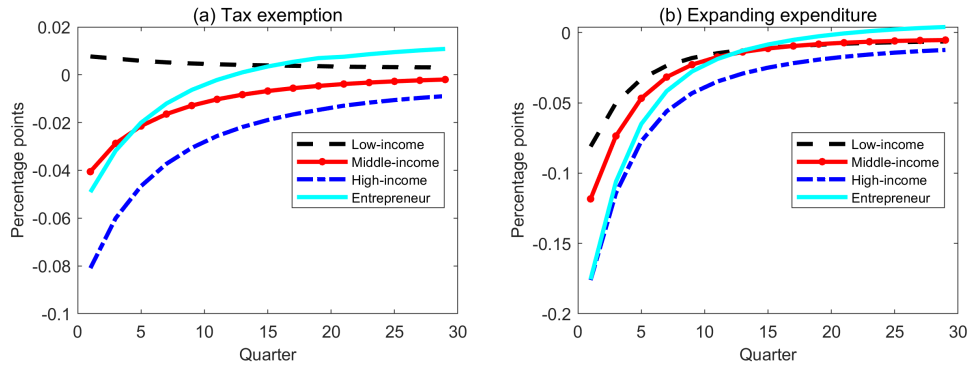 (a) Tax exemption
0.02
0
-0.02
-0.04
-0.06
-0.08
-0.1
Percentage points
0 5 10 15 20 25 30
Quarter
Low-income
Middle-income
High-income
Entrepreneur
(b) Expanding expenditure
0
-0.05
-0.1
-0.15
-0.2
Percentage points
0 5 10 15 20 25 30
Quarter
Low-income
Middle-income
High-income
Entrepreneur